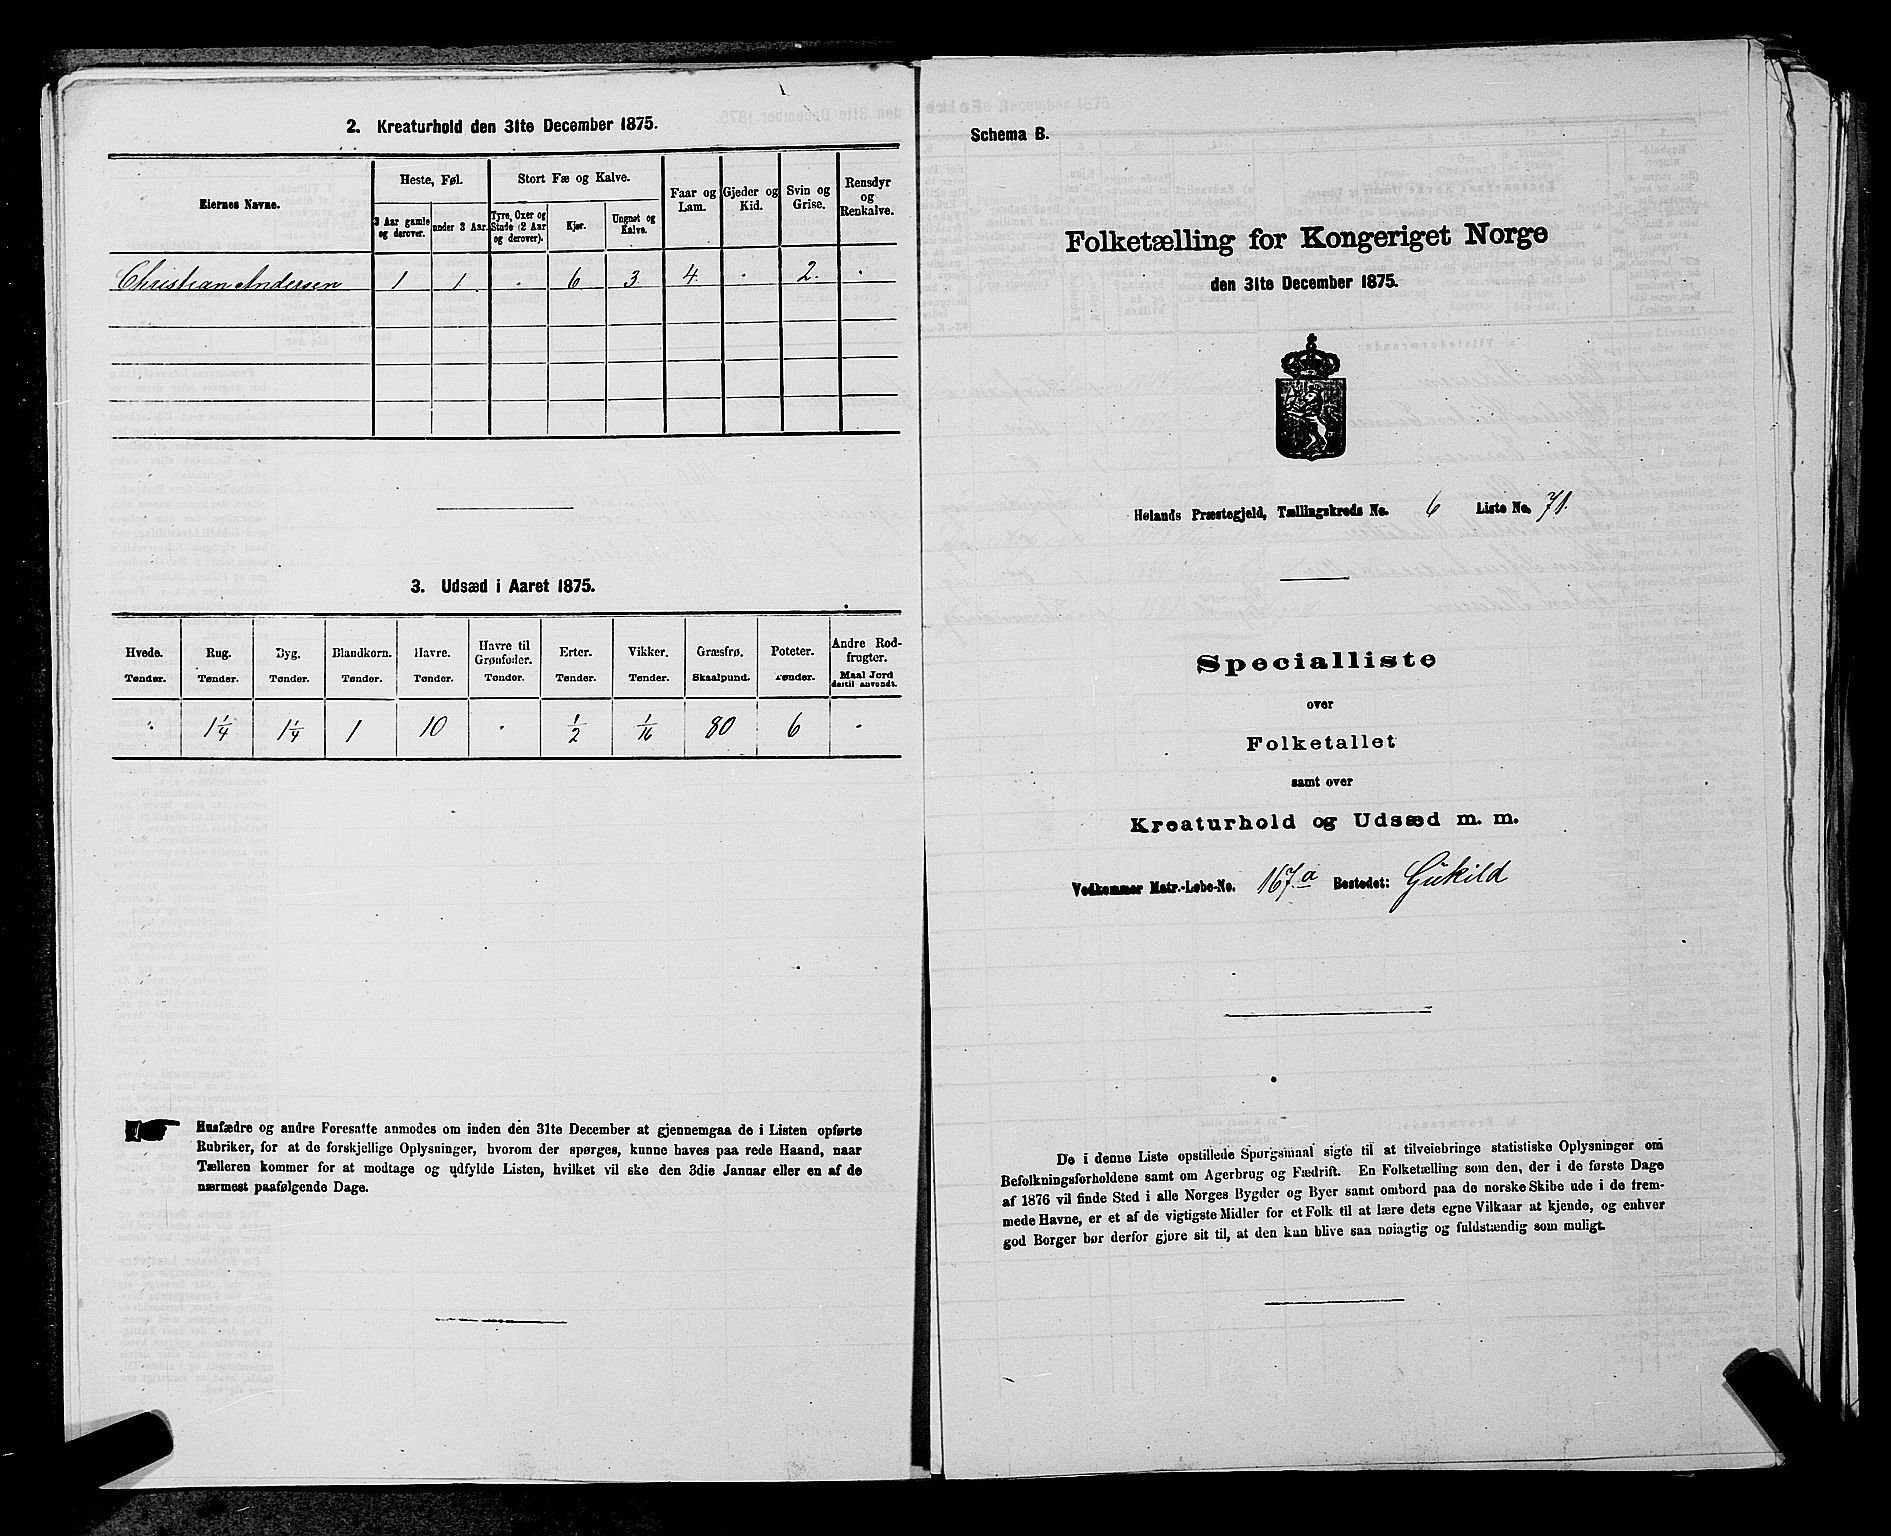 2. Kreaturhold den 31te December 1875.
Eiernes Navne.
Heste, Føl.
Stort Fæ og Kalve.
Faar og Lam.
Gjeder og Kid.
Svin og Grise.
Rensdyr og Renkalve.
3 Aar gamle og derover.
under 3 Aar.
Tyre, Oxer og Stude (2 Aar og derover).
Kjør.
Ungnøt og Kalve.
Christian Andersen 1 1 . 6 3 4 . 2. .
3. Udsæd i Aaret 1875.
Hvede. Rug. Byg. Blandkorn. Havre. Havre til Grønfoder. Erter. Vikker. Græsfrø. Poteter. Andre Rodfrugter.
Tønder. Tønder. Tønder. Tønder. Tønder. Tønder. Tønder. Tønder. Skaalpund. Tønder. Maal Jord dertil anvendt.
" 1 1/4 1 1/4 1 10 . 1/2 1/16 80 6 .
Husfædre og andre Foresatte anmodes om inden den 31te December at gjennemgaa de i Listen opførte
Rubriker, for at de forskjellige Oplysninger, hvorom der spørges, kunne haves paa rede Haand, naar
Tælleren kommer for at modtage og udfylde Listen, hvilket vil ske den 3die Januar eller en af de
nærmest paafølgende Dage.
Schema B.
Folketælling for Kongeriget Norge
den 31te December 1875.
Hølands Præstegjeld, Tællingskreds No. 6 Liste No. 71.
Specialliste
over
Folketallet
samt over
Kreaturhold og Udsæd m. m.
Vedkommer Matr.-Løbe-No. 167a Bestedet: Gukild
De i denne Liste opstillede Spørgsmaal sigte til at tilveiebringe statistiske Oplysninger om
Befolkningsforholdene samt om Agerbrug og Fædrift. En Folketælling som den, der i de første Dage
af 1876 vil finde Sted i alle Norges Bygder og Byer samt ombord paa de norske Skibe ude i de frem-
mede Havne, er et af de vigtigste Midler for et Folk til at lære dets egne Vilkaar at kjende, og enhver
god Borger bør derfor gjøre sit til, at den kan blive saa nøiagtig og fuldstændig som muligt.